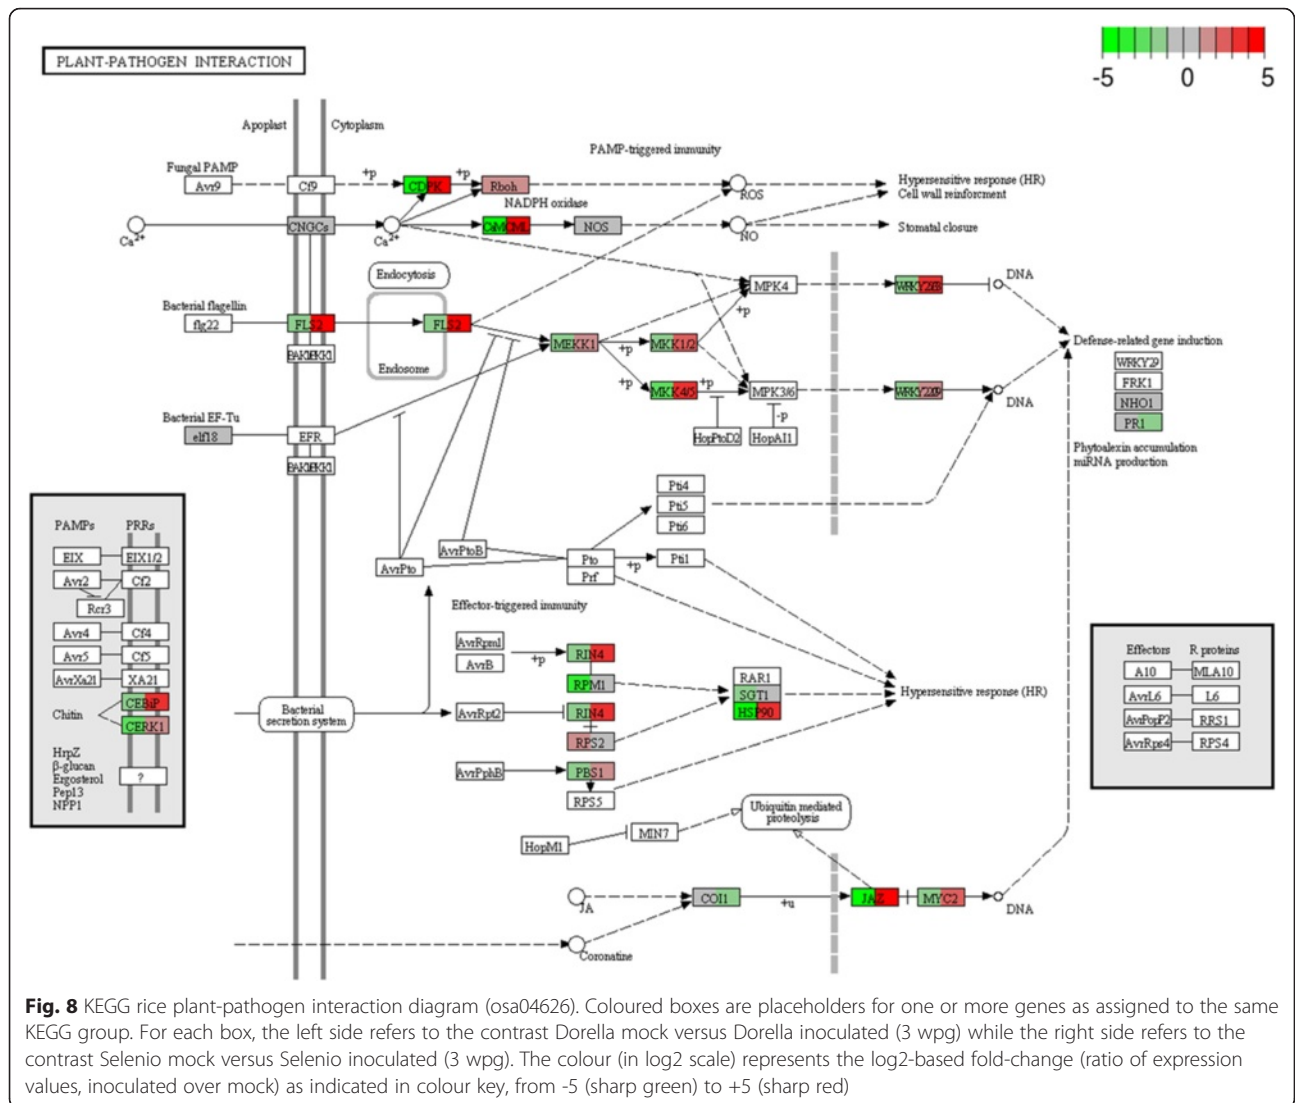 PLANT-PATHOGEN INTERACTION
-5 0 5
Apoplast Cytoplasm
PAMP-triggered immunity
Fungal PAMP
Avr9 Cf9 +p CDPK +p Rboh ROS
Hypersensitive response (HR)
Cell wall reinforcment
NADPH oxidase
Ca2+ CNGCs Ca2+ NOS NO Stomatal closure
Endocytosis
DNA
MPK4
Bacterial flagellin
flg22 FLS2 FLS2
+p
Defense-related gene induction
MEKK1 +p MKK1/2
WRKY29
FRK1
NHO1
PR1
Endosome
+p MKK4/5 +p MPK3/6
DNA
-p
Bacterial EF-Tu
elf18 EFR
HopPtoD2 HopAI1
Phytoalexin accumulation
miRNA production
Pti4
Pti5
Pti6
PAMPs PRRs
EIX EIX1/2
Avr2 Cf2
Rcr3
Avr4 Cf4
Avr5 Cf5
AvrXa21 XA21
CEBiP
Chitin
CERK1
HrpZ
β-glucan
Ergosterol
Pep13
NPP1
?
AvrPto AvrPtoB
Pto
Prf
+p Pti1
Effector-triggered immunity
AvrRpm1
AvrB
+p RIN4
RPM1
RAR1
SGT1
HSP90
Hypersensitive response (HR)
Bacterial
secretion system
AvrRpt2 RIN4
RPS2
AvrPphB PBS1
RPS5
Effectors R proteins
A10 MLA10
AvrL6 L6
AvrPopP2 RRS1
AvrRps4 RPS4
Ubiquitin mediated
proteolysis
HopM1 MIN7
JA COI1 +u JAZ MYC2 DNA
Coronatine
Fig. 8 KEGG rice plant-pathogen interaction diagram (osa04626). Coloured boxes are placeholders for one or more genes as assigned to the same
KEGG group. For each box, the left side refers to the contrast Dorella mock versus Dorella inoculated (3 wpg) while the right side refers to the
contrast Selenio mock versus Selenio inoculated (3 wpg). The colour (in log2 scale) represents the log2-based fold-change (ratio of expression
values, inoculated over mock) as indicated in colour key, from -5 (sharp green) to +5 (sharp red)